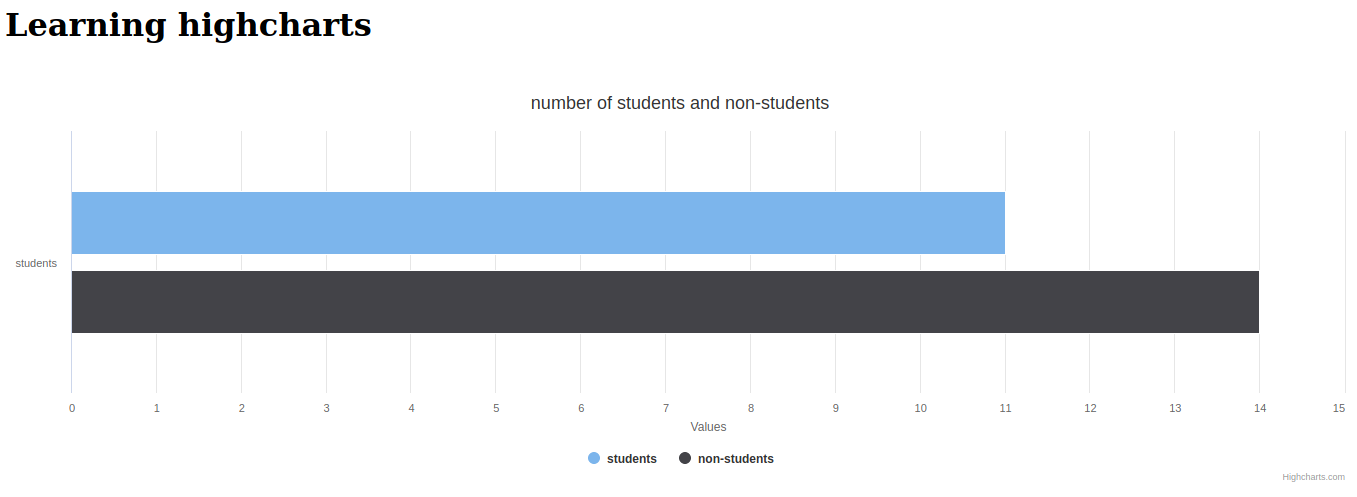 Learning highcharts
number of students and non-students
students
0 1 2 3 4 5 6 7 8 9 10 11 12 13 14 15
Values
students non-students
Highcharts.com